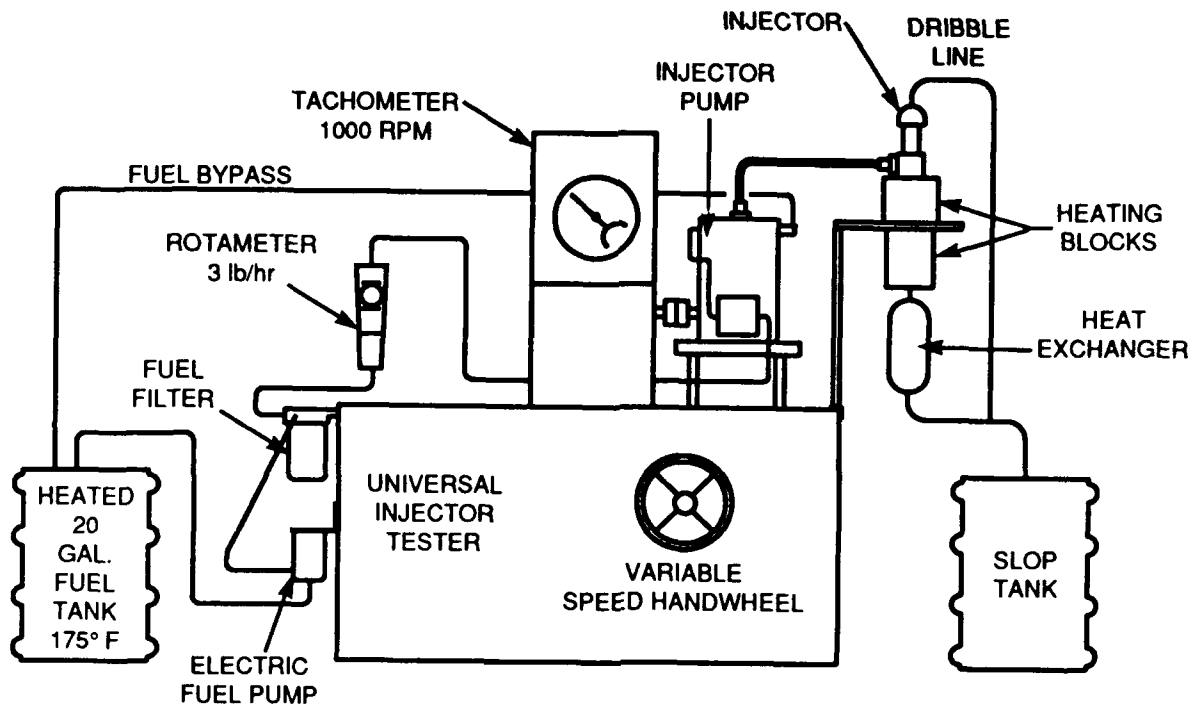 INJECTOR
DRIBBLE
LINE
INJECTOR
PUMP
TACHOMETER
1000 RPM
FUEL BYPASS
ROTAMETER
3 lb/hr
HEATING
BLOCKS
FUEL
FILTER
HEAT
EXCHANGER
HEATED
20
GAL.
FUEL
TANK
175° F
UNIVERSAL
INJECTOR
TESTER
VARIABLE
SPEED HANDWHEEL
SLOP
TANK
ELECTRIC
FUEL PUMP